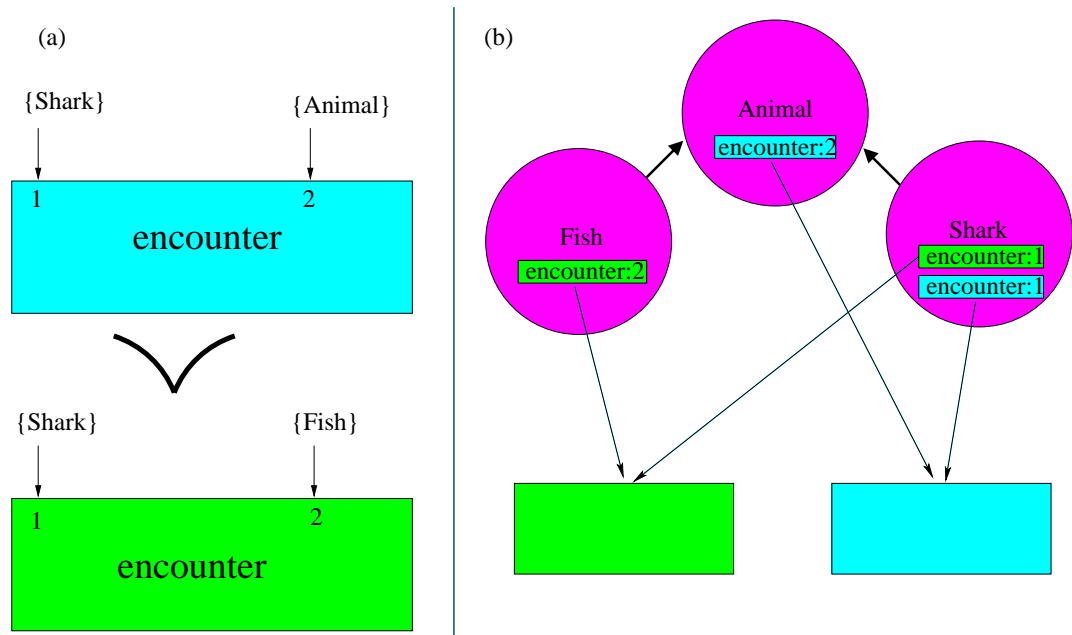 (a)
{Shark} {Animal}
1 2
encounter
{Shark} {Fish}
1 2
encounter
(b)
Animal
encounter:2
Fish
encounter:2
Shark
encounter:1
encounter:1